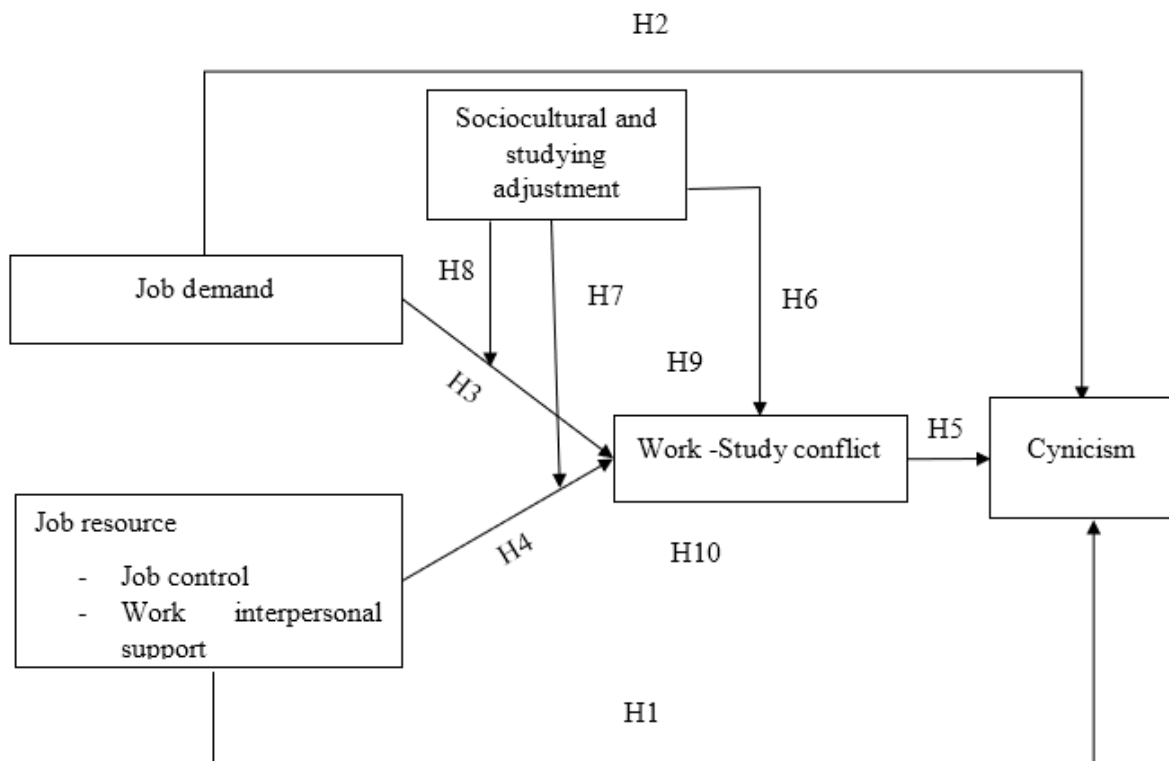 H2
Sociocultural and
studying
adjustment
H8
Job demand
H7
H6
H3
H9
Work -Study conflict
H5
Cynicism
Job resource
H4
H10
- Job control
- Work interpersonal
support
H1